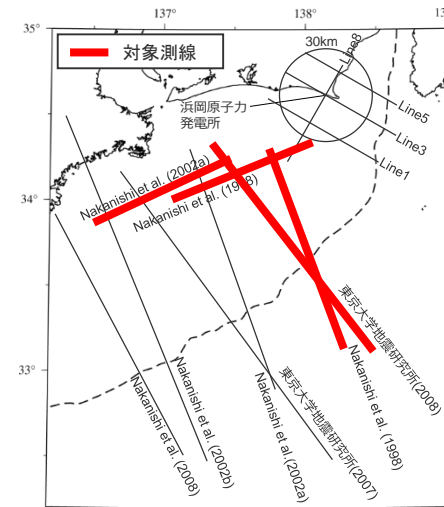 137°
138°
13
35°
対象測線
30km
Line8
浜岡原子力
発電所
Line5
Line3
Line1
Nakanishi et al. (2002a)
Nakanishi et al. (1998)
34°
33°
東京大学地震研究所(2008)
Nakanishi et al. (1998)
東京大学地震研究所(2007)
Nakanishi et al.(2002a)
Nakanishi et al. (2002b)
Nakanishi et al. (2008)